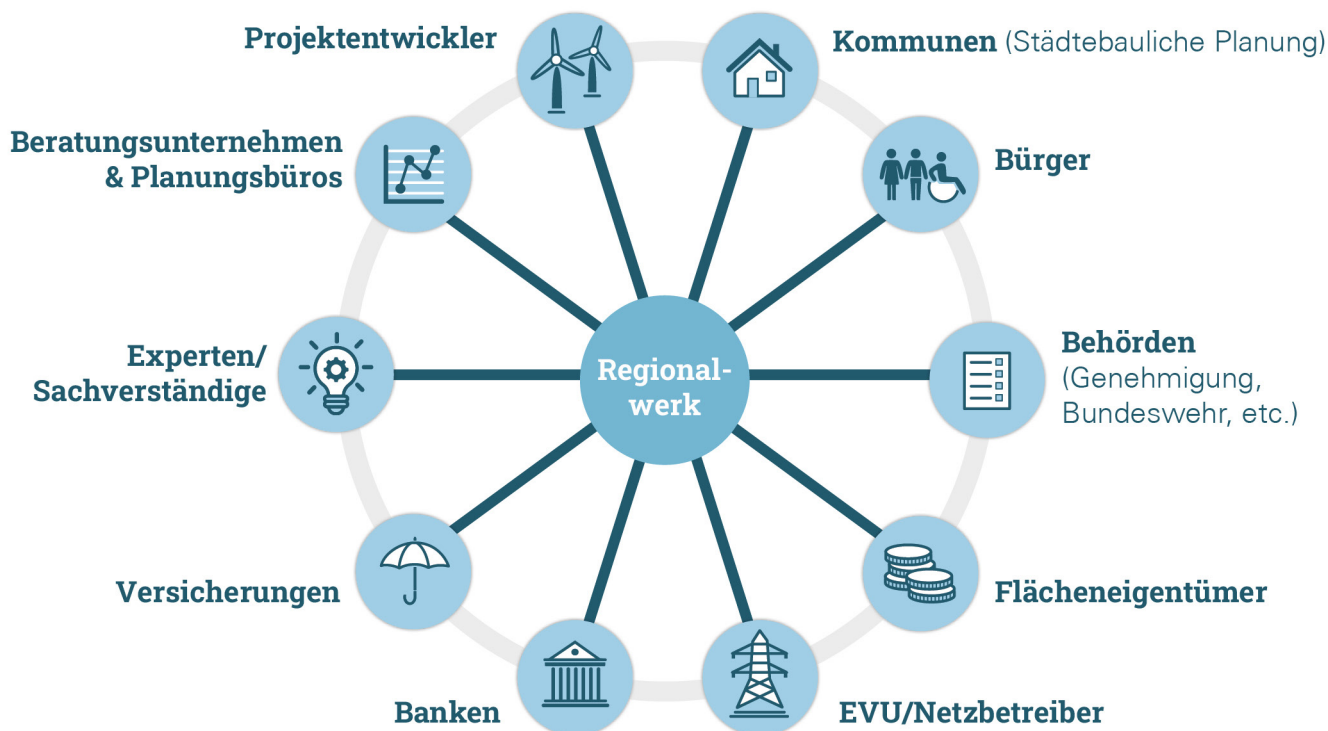 Projektentwickler
Kommunen (Städtebauliche Planung)
Beratungsunternehmen
& Planungsbüros
Bürger
Experten/
Sachverständige
Regional-
werk
Behörden
(Genehmigung,
Bundeswehr, etc.)
Versicherungen
Flächeneigentümer
Banken
EVU/Netzbetreiber